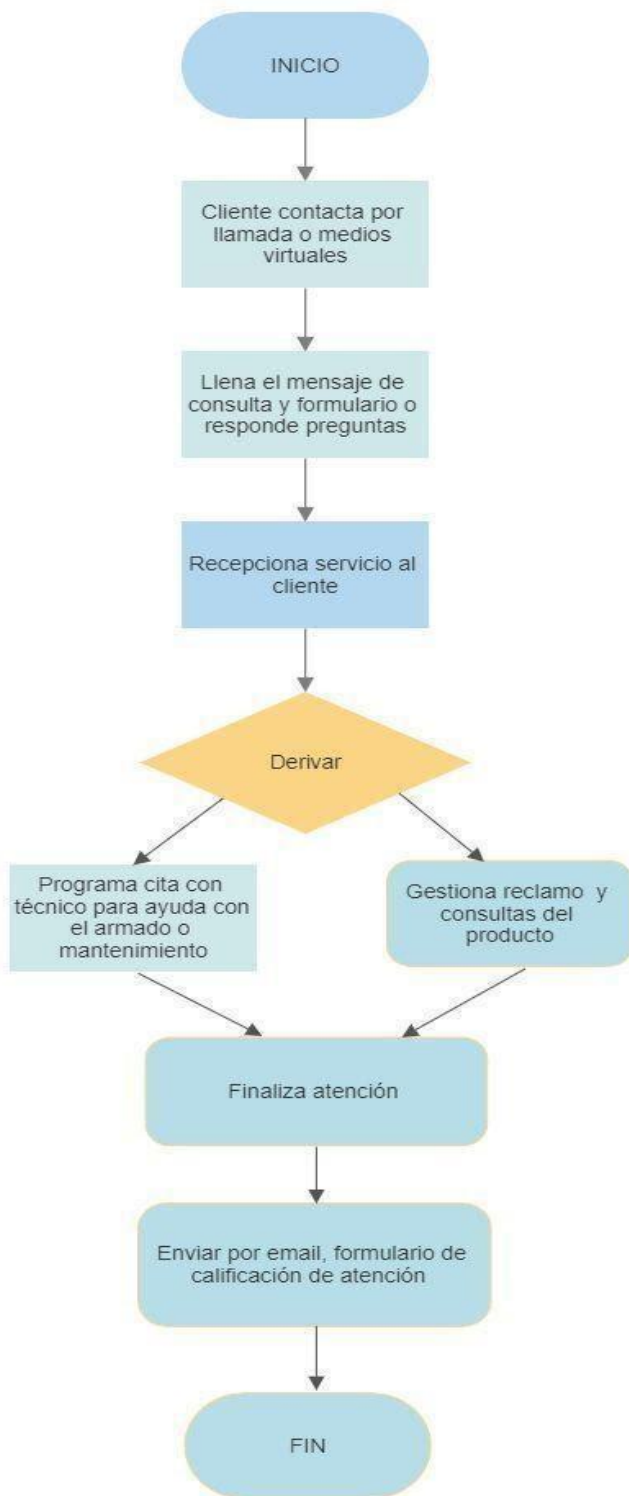 INICIO
Cliente contacta por
llamada o medios
virtuales
Llena el mensaje de
consulta y formulario o
responde preguntas
Recepciona servicio al
cliente
Derivar
Programa cita con
técnico para ayuda con
el armado o
mantenimiento
Gestiona reclamo y
consultas del
producto
Finaliza atención
Enviar por email, formulario de
calificación de atención
FIN